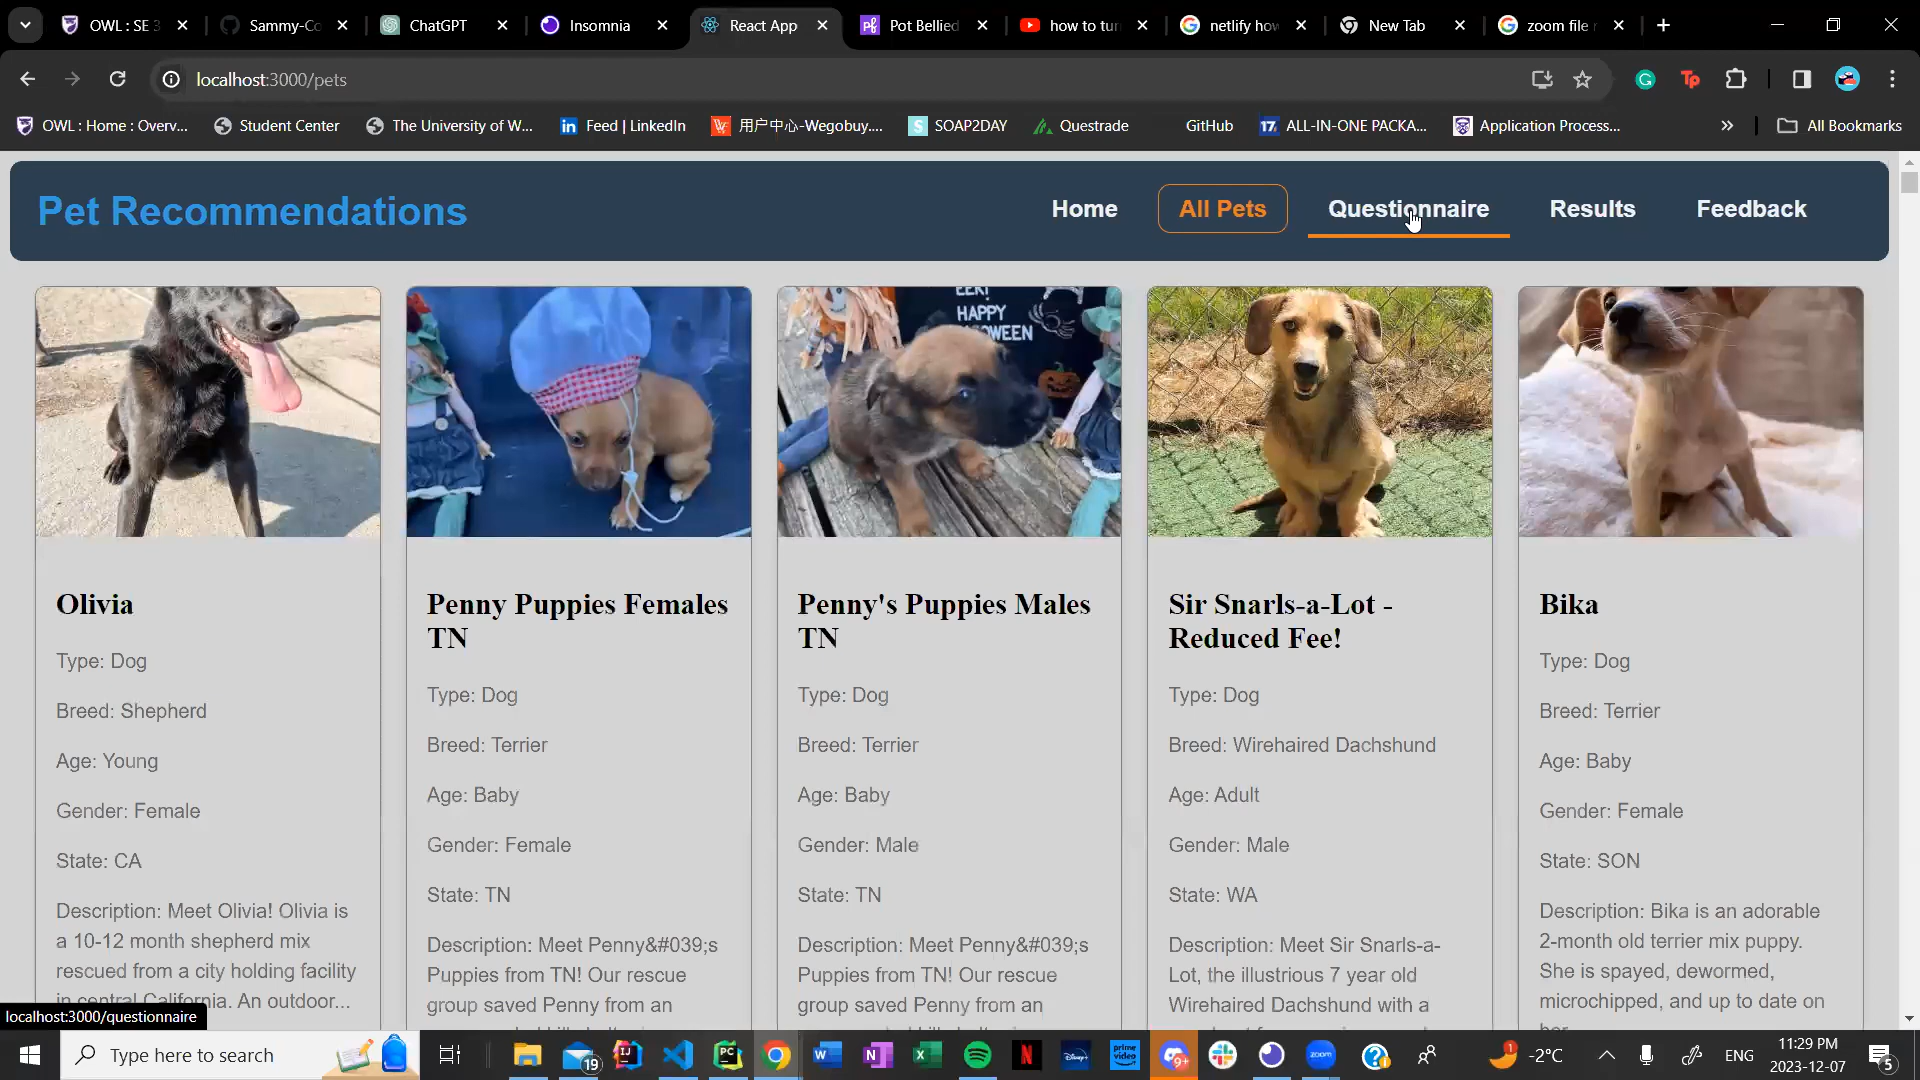 OWL : SE 3
Sammy-Co
ChatGPT
Insomnia
React App
Pot Bellied
how to tur
netlify how
New Tab
zoom file r
localhost:3000/pets
OWL : Home : Overv...
Student Center
The University of W...
Feed | LinkedIn
用户中心-Wegobuy....
SOAP2DAY
Questrade
GitHub
ALL-IN-ONE PACKA...
Application Process...
All Bookmarks
Pet Recommendations
Home
All Pets
Questionnaire
Results
Feedback
HAPPY
Olivia
Type: Dog
Breed: Shepherd
Age: Young
Gender: Female
State: CA
Description: Meet Olivia! Olivia is
a 10-12 month shepherd mix
rescued from a city holding facility
in central California. An outdoor...
Penny Puppies Females
TN
Type: Dog
Breed: Terrier
Age: Baby
Gender: Female
State: TN
Description: Meet Penny&#039;s
Puppies from TN! Our rescue
group saved Penny from an
Penny's Puppies Males
TN
Type: Dog
Breed: Terrier
Age: Baby
Gender: Male
State: TN
Description: Meet Penny&#039;s
Puppies from TN! Our rescue
group saved Penny from an
Sir Snarls-a-Lot -
Reduced Fee!
Type: Dog
Breed: Wirehaired Dachshund
Age: Adult
Gender: Male
State: WA
Description: Meet Sir Snarls-a-
Lot, the illustrious 7 year old
Wirehaired Dachshund with a
Bika
Type: Dog
Breed: Terrier
Age: Baby
Gender: Female
State: SON
Description: Bika is an adorable
2-month old terrier mix puppy.
She is spayed, dewormed,
microchipped, and up to date on
localhost:3000/questionnaire
Type here to search
19
9+
zoom
1
-2°C
ENG
11:29 PM
2023-12-07
5